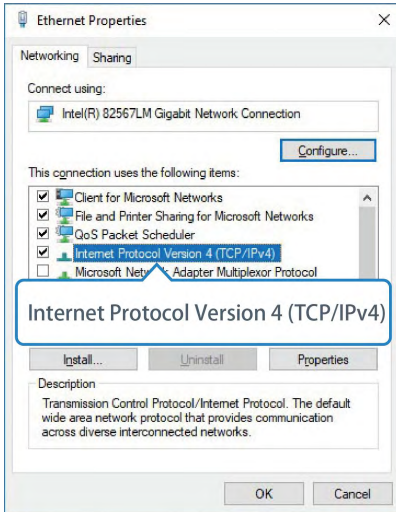 Ethernet Properties
Networking Sharing
Connect using:
Intel(R) 82567LM Gigabit Network Connection
Configure...
This connection uses the following items:
Client for Microsoft Networks
File and Printer Sharing for Microsoft Networks
QoS Packet Scheduler
Internet Protocol Version 4 (TCP/IPv4)
Microsoft Network Adapter Multiplexor Protocol
Internet Protocol Version 4 (TCP/IPv4)
Install... Uninstall Properties
Description
Transmission Control Protocol/Internet Protocol. The default
wide area network protocol that provides communication
across diverse interconnected networks.
OK Cancel